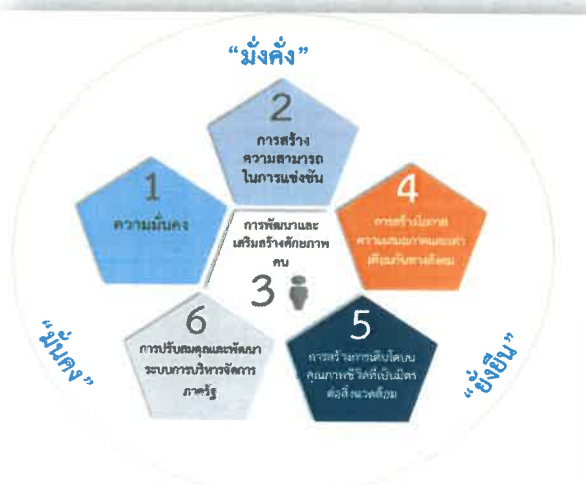 “มั่งคั่ง”
2
การสร้าง
ความสามารถ
ในการแข่งขัน
1
ความมั่นคง
4
การสร้างโอกาส
ความเสมอภาคและเท่า
เทียมกันทางสังคม
การพัฒนาและ
เสริมสร้างศักยภาพ
คน
3
6
การปรับสมดุลและพัฒนา
ระบบการบริหารจัดการ
ภาครัฐ
5
การสร้างการเติบโตบน
คุณภาพชีวิตที่เป็นมิตร
ต่อสิ่งแวดล้อม
“มั่นคง”
“ยั่งยืน”